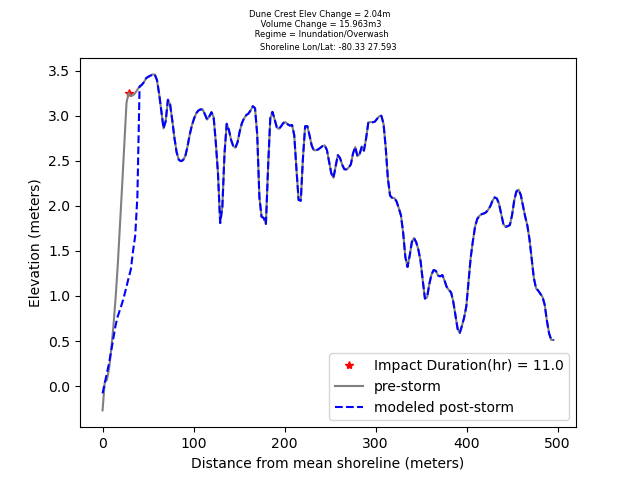 Dune Crest Elev Change = 2.04m
Volume Change = 15.963m3
Regime = Inundation/Overwash
Shoreline Lon/Lat: -80.33 27.593
3.5
3.0
2.5
2.0
1.5
1.0
0.5
0.0
Elevation (meters)
Impact Duration(hr) = 11.0
pre-storm
modeled post-storm
0 100 200 300 400 500
Distance from mean shoreline (meters)